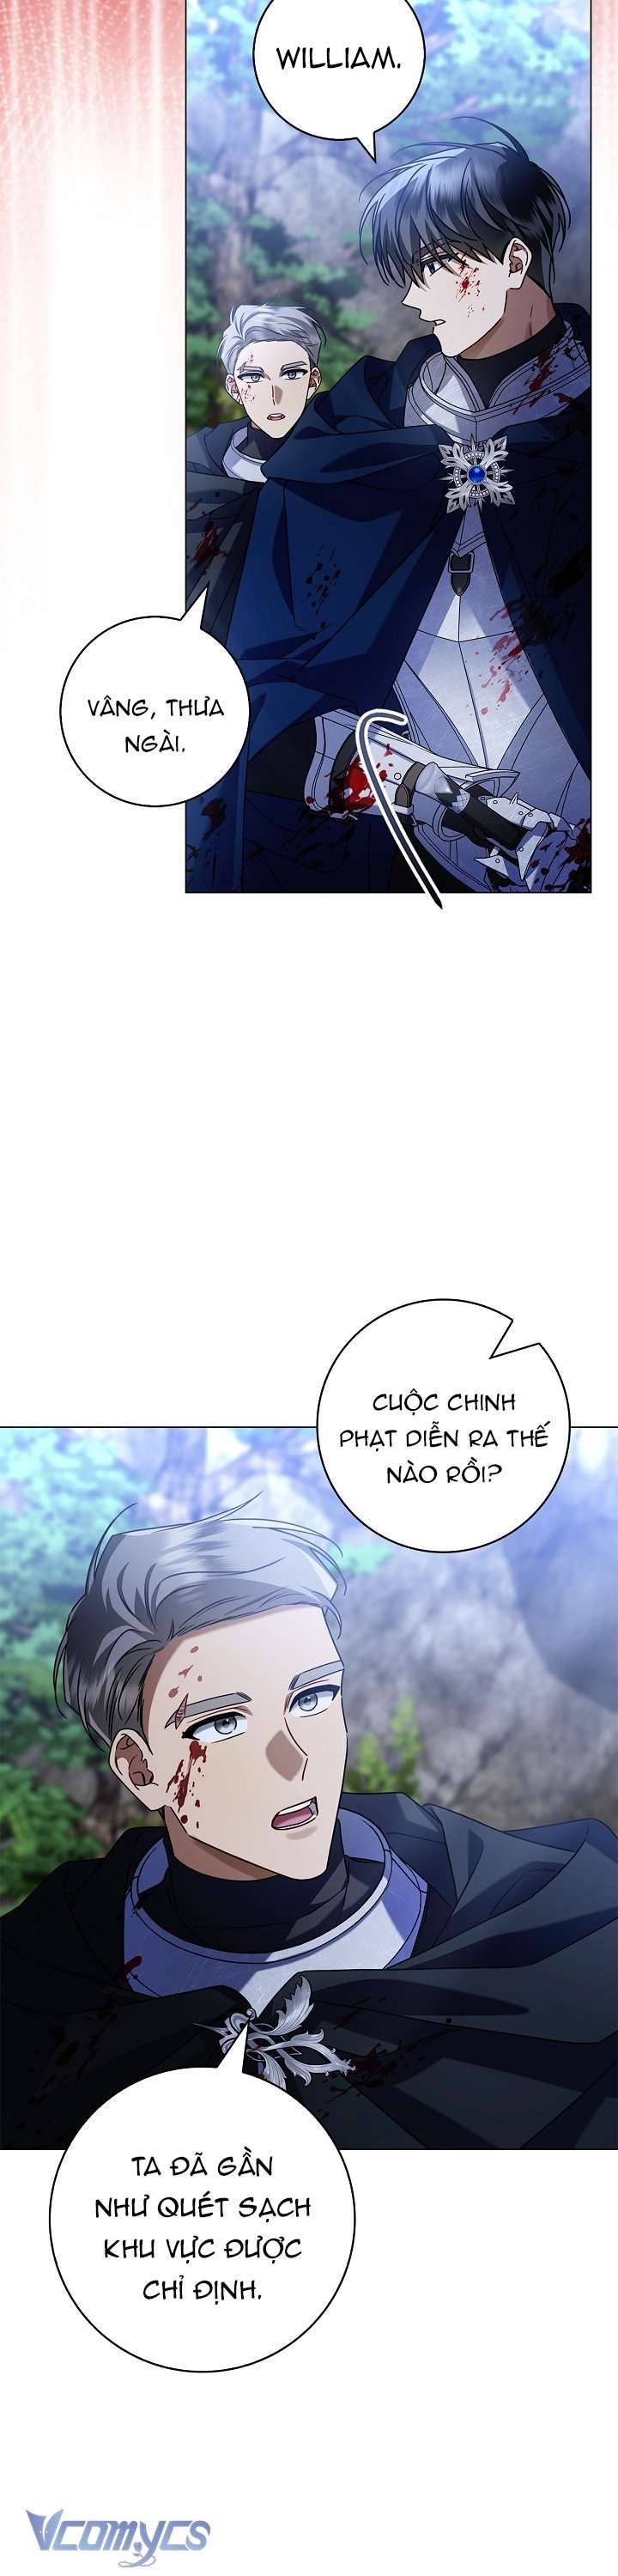 WILLIAM.
VÂNG, THƯA
NGÀI.
CUỘC CHINH
PHẠT DIỄN RA THẾ
NÀO RỒI?
TA ĐÃ GẦN
NHƯ QUÉT SẠCH
KHU VỰC ĐƯỢC
CHỈ ĐỊNH.
VCOMYCS